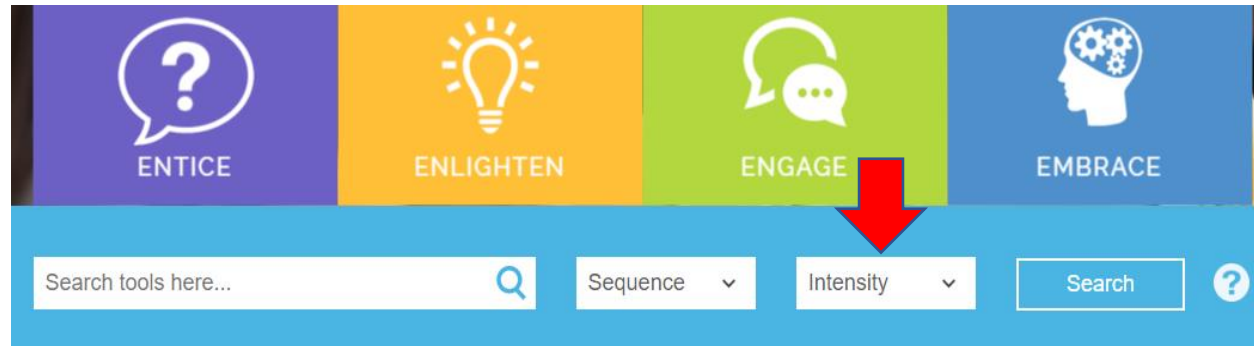 ENTICE ENLIGHTEN ENGAGE EMBRACE
Search tools here... Sequence Intensity Search ?